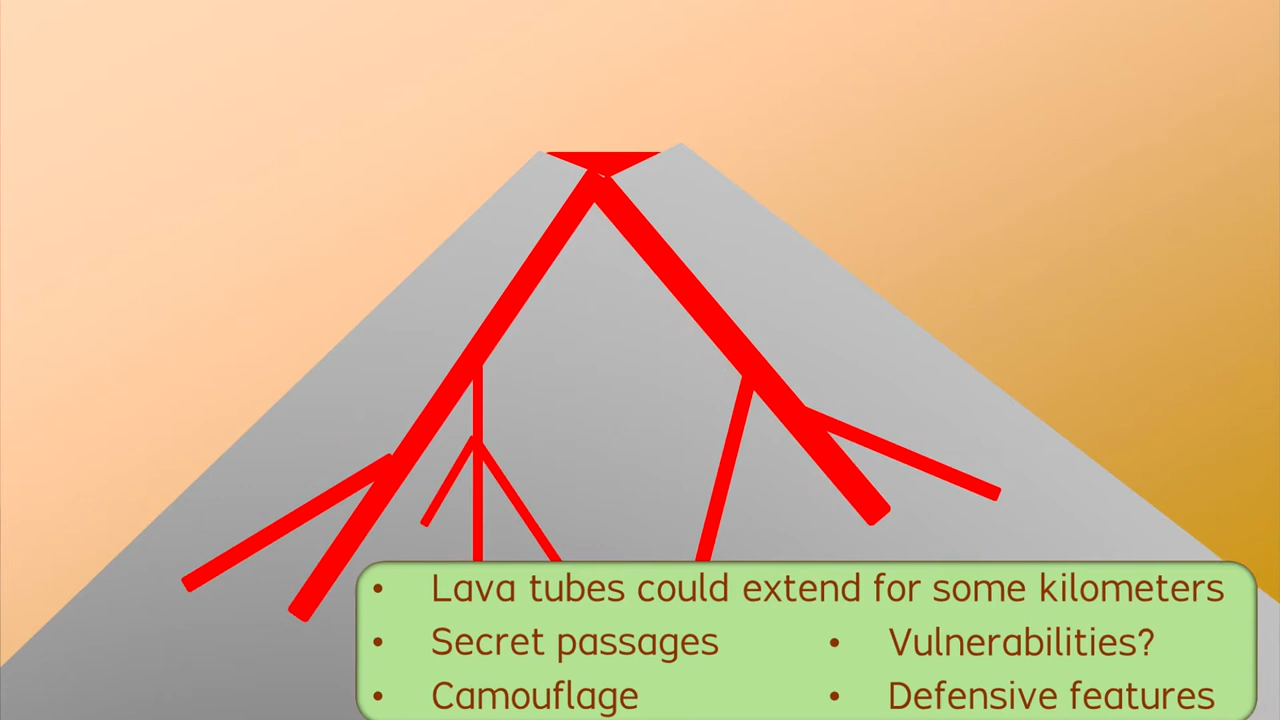 • Lava tubes could extend for some kilometers
• Secret passages
• Vulnerabilities?
• Camouflage
• Defensive features